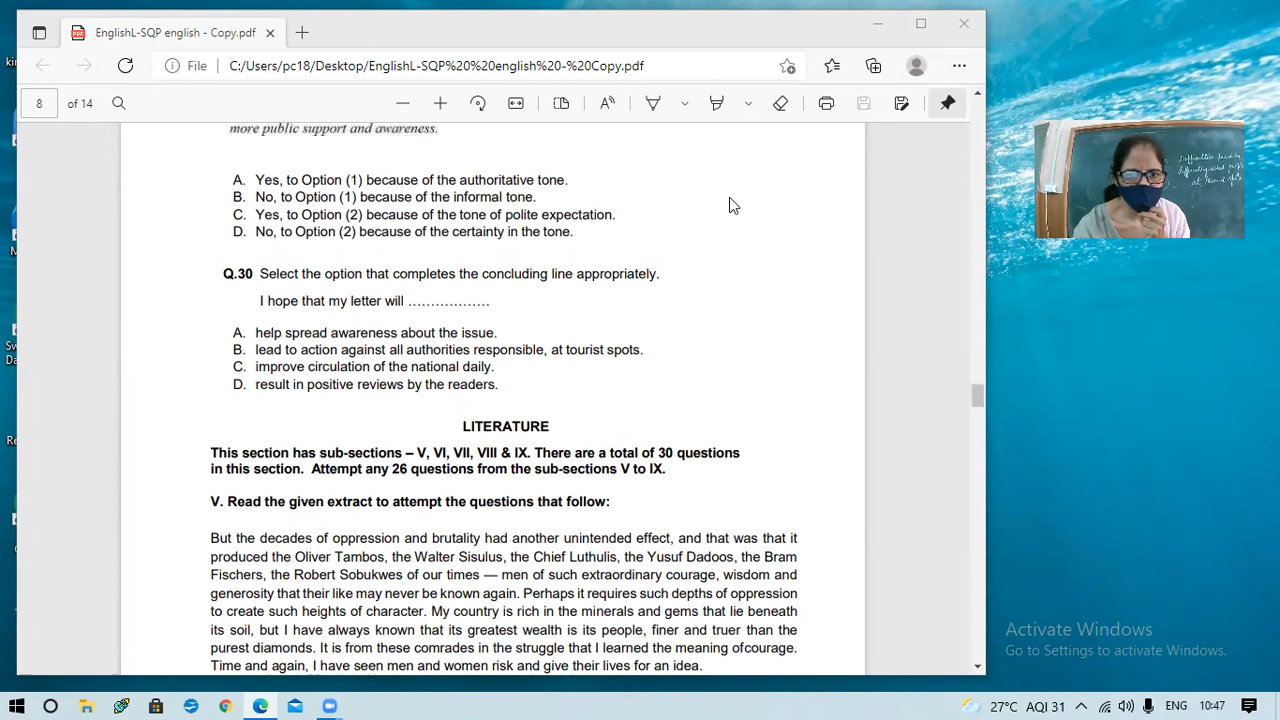 EnglishL-SQP english - Copy.pdf
File C:/Users/pc18/Desktop/EnglishL-SQP%20%20english%20-%20Copy.pdf
8 of 14
more public support and awareness.
A. Yes, to Option (1) because of the authoritative tone.
B. No, to Option (1) because of the informal tone.
C. Yes, to Option (2) because of the tone of polite expectation.
D. No, to Option (2) because of the certainty in the tone.
Q.30 Select the option that completes the concluding line appropriately.
I hope that my letter will ………………
A. help spread awareness about the issue.
B. lead to action against all authorities responsible, at tourist spots.
C. improve circulation of the national daily.
D. result in positive reviews by the readers.
LITERATURE
This section has sub-sections – V, VI, VII, VIII & IX. There are a total of 30 questions
in this section. Attempt any 26 questions from the sub-sections V to IX.
V. Read the given extract to attempt the questions that follow:
But the decades of oppression and brutality had another unintended effect, and that was that it
produced the Oliver Tambos, the Walter Sisulus, the Chief Luthulis, the Yusuf Dadoos, the Bram
Fischers, the Robert Sobukwes of our times — men of such extraordinary courage, wisdom and
generosity that their like may never be known again. Perhaps it requires such depths of oppression
to create such heights of character. My country is rich in the minerals and gems that lie beneath
its soil, but I have always known that its greatest wealth is its people, finer and truer than the
purest diamonds. It is from these comrades in the struggle that I learned the meaning ofcourage.
Time and again, I have seen men and women risk and give their lives for an idea.
Difficulties faced by
differently-abled people
at tourist spots
Activate Windows
Go to Settings to activate Windows.
27°C AQI 31 ENG 10:47